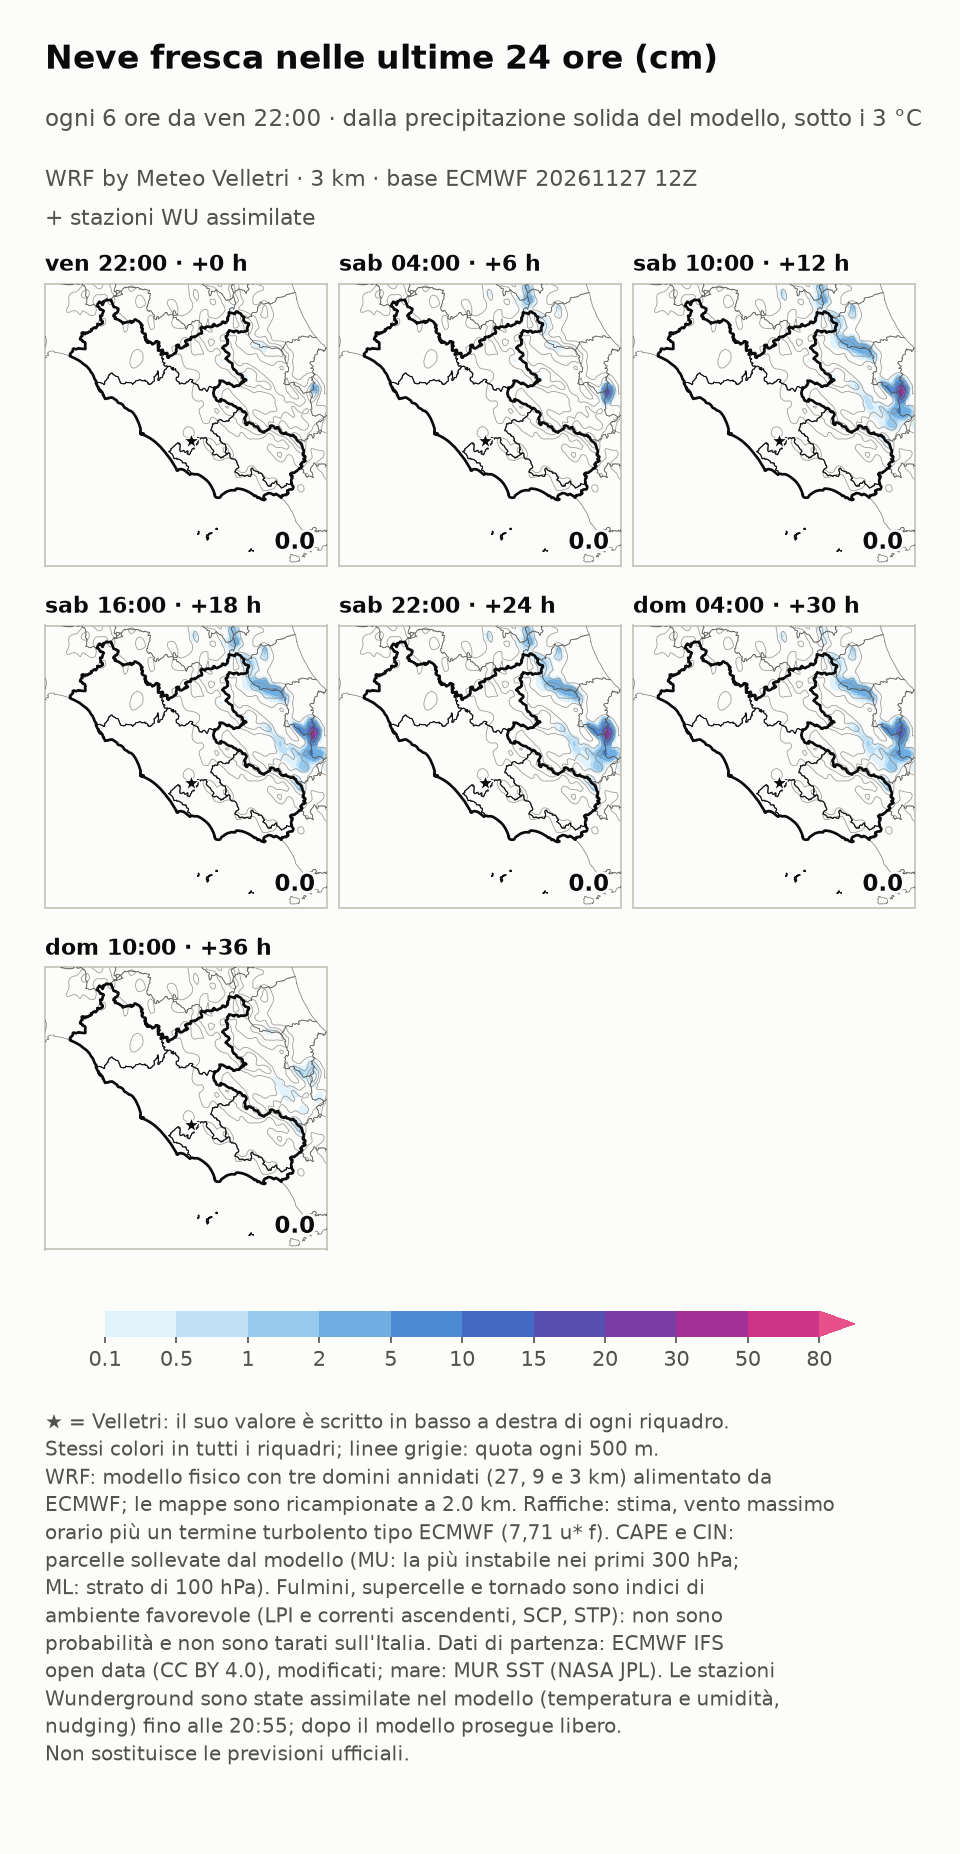 Neve fresca nelle ultime 24 ore (cm)
ogni 6 ore da ven 22:00 · dalla precipitazione solida del modello, sotto i 3 °C
WRF by Meteo Velletri · 3 km · base ECMWF 20261127 12Z
+ stazioni WU assimilate
ven 22:00 · +0 h
sab 04:00 · +6 h
sab 10:00 · +12 h
0.0
0.0
0.0
sab 16:00 · +18 h
sab 22:00 · +24 h
dom 04:00 · +30 h
0.0
0.0
0.0
dom 10:00 · +36 h
0.0
0.1 0.5 1 2 5 10 15 20 30 50 80
★ = Velletri: il suo valore è scritto in basso a destra di ogni riquadro.
Stessi colori in tutti i riquadri; linee grigie: quota ogni 500 m.
WRF: modello fisico con tre domini annidati (27, 9 e 3 km) alimentato da
ECMWF; le mappe sono ricampionate a 2.0 km. Raffiche: stima, vento massimo
orario più un termine turbolento tipo ECMWF (7,71 u* f). CAPE e CIN:
parcelle sollevate dal modello (MU: la più instabile nei primi 300 hPa;
ML: strato di 100 hPa). Fulmini, supercelle e tornado sono indici di
ambiente favorevole (LPI e correnti ascendenti, SCP, STP): non sono
probabilità e non sono tarati sull'Italia. Dati di partenza: ECMWF IFS
open data (CC BY 4.0), modificati; mare: MUR SST (NASA JPL). Le stazioni
Wunderground sono state assimilate nel modello (temperatura e umidità,
nudging) fino alle 20:55; dopo il modello prosegue libero.
Non sostituisce le previsioni ufficiali.